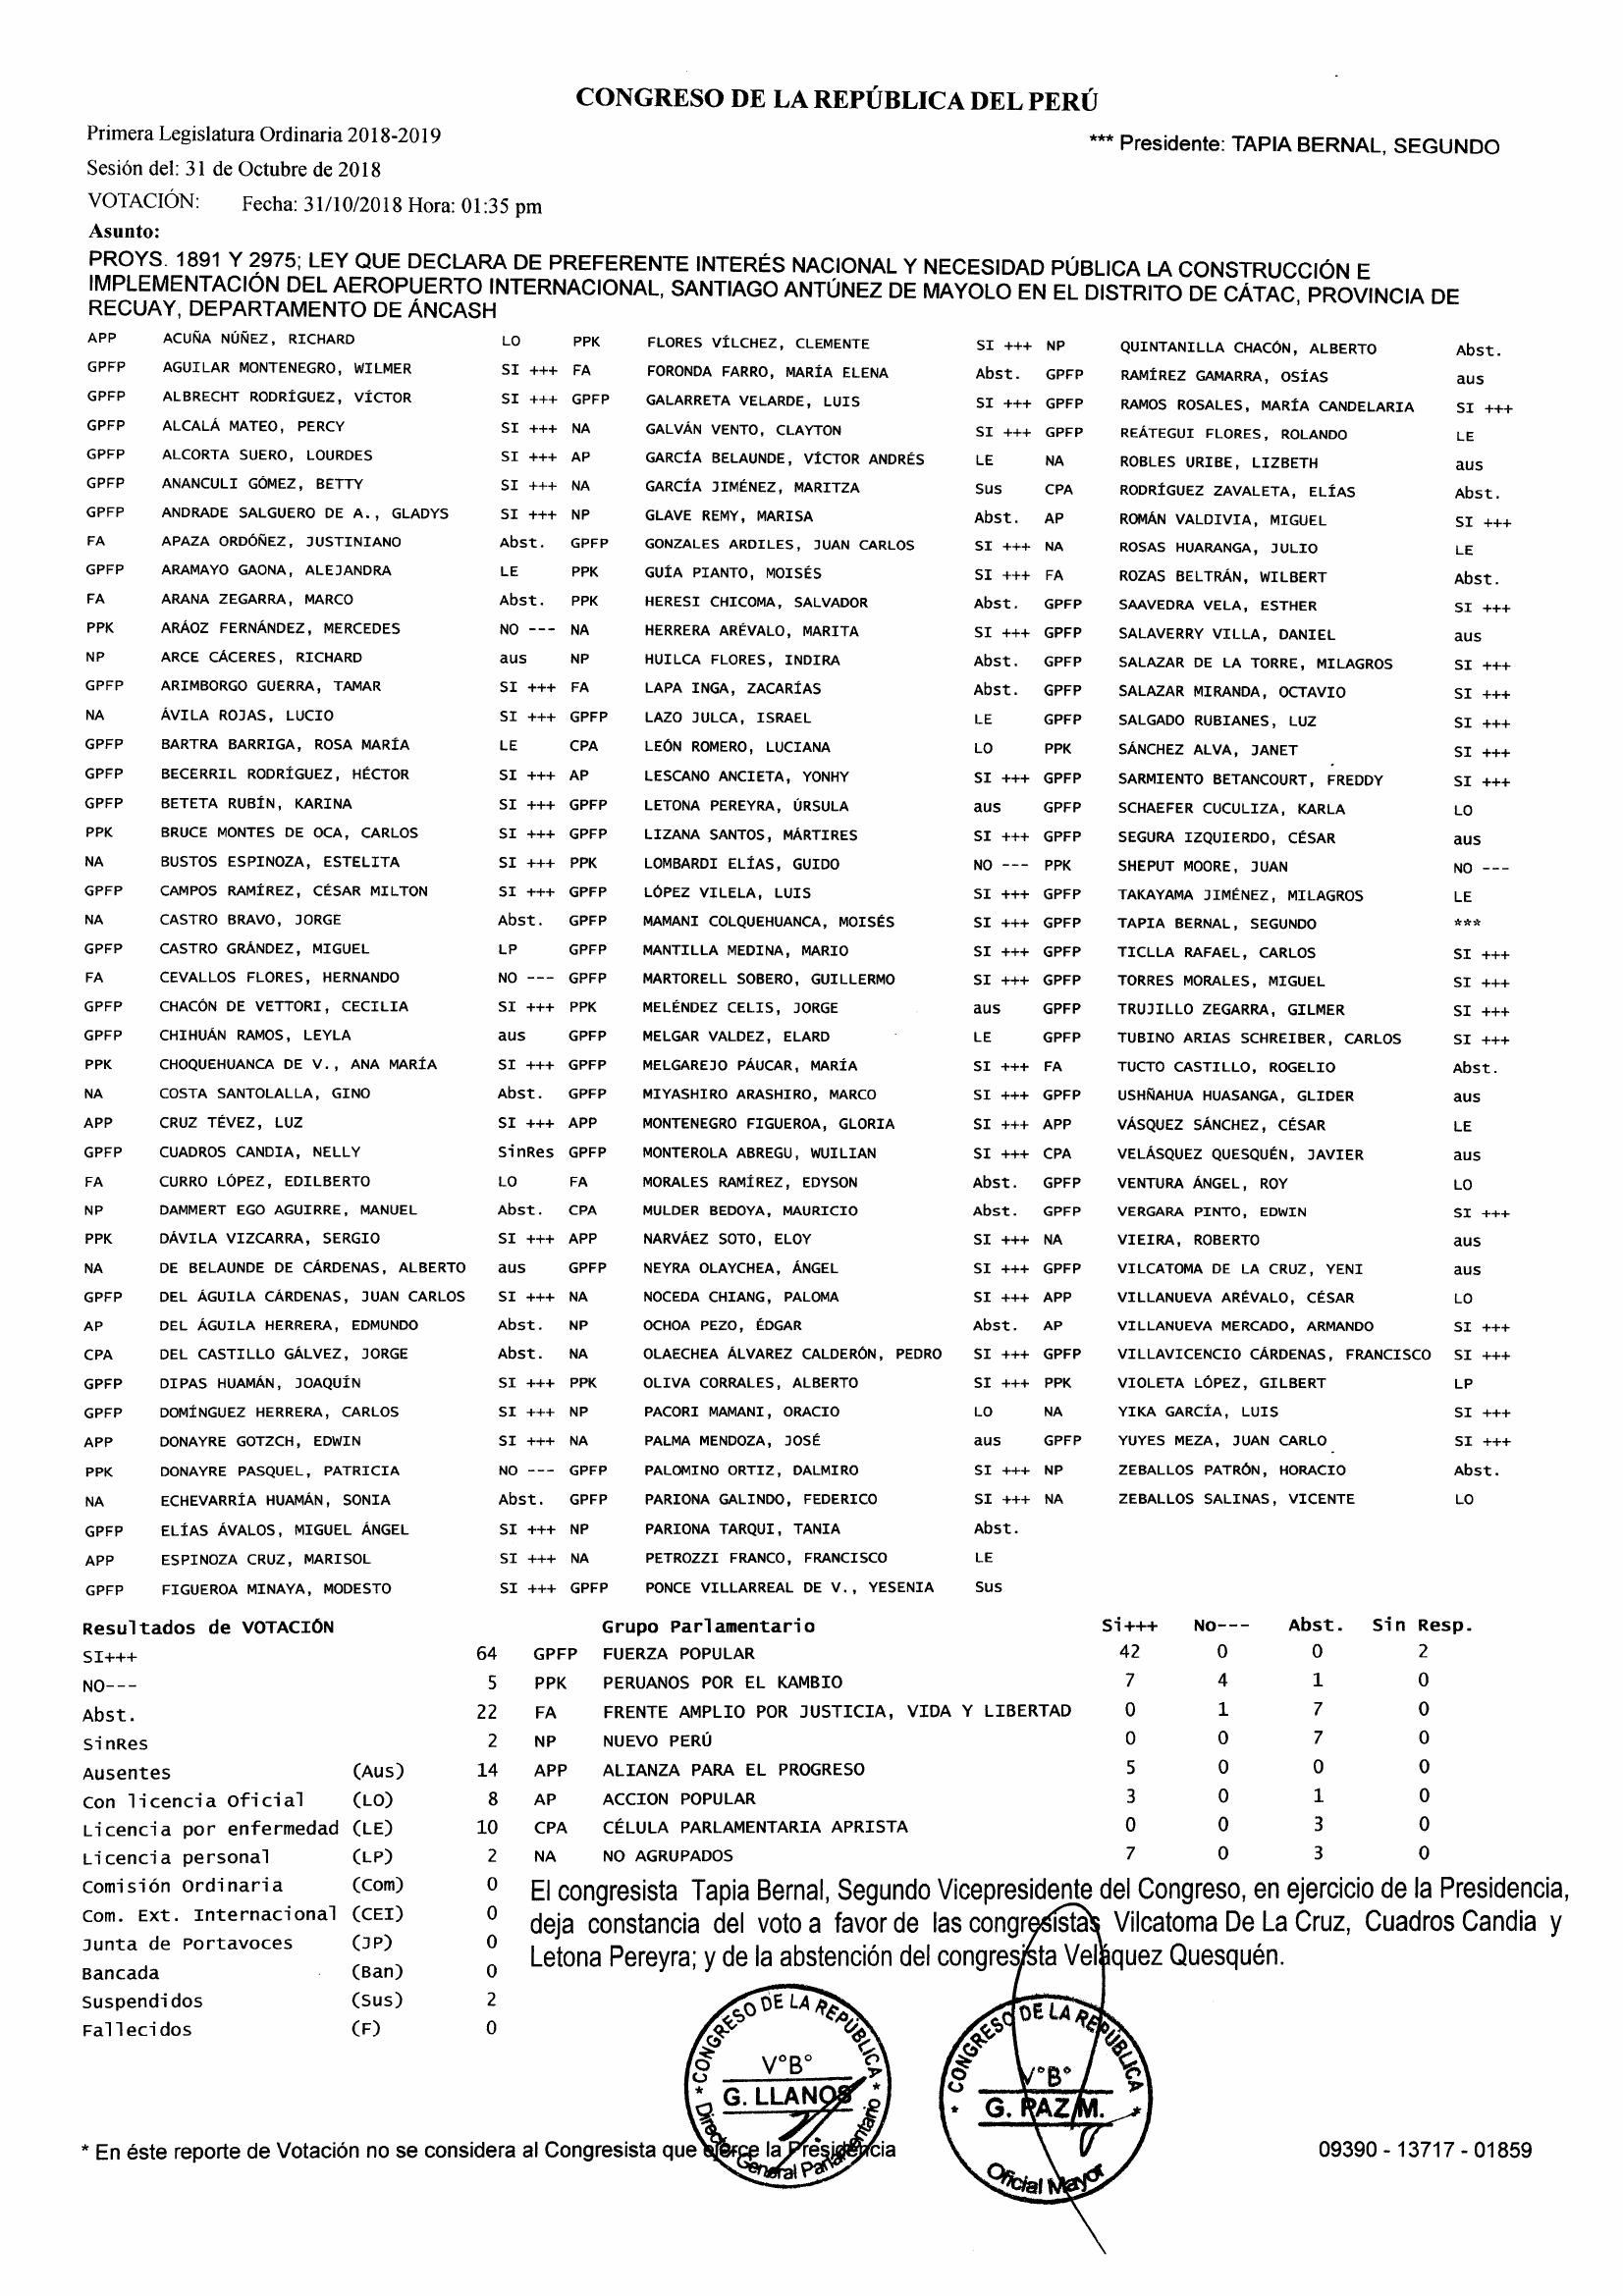 CONGRESO DE LA REPÚBLICA DEL PERÚ
Primera Legislatura Ordinaria 2018-2019
*** Presidente: TAPIA BERNAL, SEGUNDO
Sesión del: 31 de Octubre de 2018
VOTACIÓN: Fecha: 31/10/2018 Hora: 01:35 pm
Asunto:
PROYS. 1891 Y 2975; LEY QUE DECLARA DE PREFERENTE INTERÉS NACIONAL Y NECESIDAD PÚBLICA LA CONSTRUCCIÓN E
IMPLEMENTACIÓN DEL AEROPUERTO INTERNACIONAL, SANTIAGO ANTÚNEZ DE MAYOLO EN EL DISTRITO DE CÁTAC, PROVINCIA DE
RECUAY, DEPARTAMENTO DE ÁNCASH
APP ACUÑA NÚÑEZ, RICHARD LO PPK FLORES VÍLCHEZ, CLEMENTE SI +++ NP QUINTANILLA CHACÓN, ALBERTO Abst.
GPFP AGUILAR MONTENEGRO, WILMER SI +++ FA FORONDA FARRO, MARÍA ELENA Abst. GPFP RAMÍREZ GAMARRA, OSÍAS aus
GPFP ALBRECHT RODRÍGUEZ, VÍCTOR SI +++ GPFP GALARRETA VELARDE, LUIS SI +++ GPFP RAMOS ROSALES, MARÍA CANDELARIA SI +++
GPFP ALCALÁ MATEO, PERCY SI +++ NA GALVÁN VENTO, CLAYTON SI +++ GPFP REÁTEGUI FLORES, ROLANDO LE
GPFP ALCORTA SUERO, LOURDES SI +++ AP GARCÍA BELAUNDE, VÍCTOR ANDRÉS LE NA ROBLES URIBE, LIZBETH aus
GPFP ANANCULI GÓMEZ, BETTY SI +++ NA GARCÍA JIMÉNEZ, MARITZA Sus CPA RODRÍGUEZ ZAVALETA, ELÍAS Abst.
GPFP ANDRADE SALGUERO DE A., GLADYS SI +++ NP GLAVE REMY, MARISA Abst. AP ROMÁN VALDIVIA, MIGUEL SI +++
FA APAZA ORDÓÑEZ, JUSTINIANO Abst. GPFP GONZALES ARDILES, JUAN CARLOS SI +++ NA ROSAS HUARANGA, JULIO LE
GPFP ARAMAYO GAONA, ALEJANDRA LE PPK GUÍA PIANTO, MOISÉS SI +++ FA ROZAS BELTRÁN, WILBERT Abst.
FA ARANA ZEGARRA, MARCO Abst. PPK HERESI CHICOMA, SALVADOR Abst. GPFP SAAVEDRA VELA, ESTHER SI +++
PPK ARÁOZ FERNÁNDEZ, MERCEDES NO --- NA HERRERA ARÉVALO, MARITA SI +++ GPFP SALAVERRY VILLA, DANIEL aus
NP ARCE CÁCERES, RICHARD aus NP HUILCA FLORES, INDIRA Abst. GPFP SALAZAR DE LA TORRE, MILAGROS SI +++
GPFP ARIMBORGO GUERRA, TAMAR SI +++ FA LAPA INGA, ZACARÍAS Abst. GPFP SALAZAR MIRANDA, OCTAVIO SI +++
NA ÁVILA ROJAS, LUCIO SI +++ GPFP LAZO JULCA, ISRAEL LE GPFP SALGADO RUBIANES, LUZ SI +++
GPFP BARTRA BARRIGA, ROSA MARÍA LE CPA LEÓN ROMERO, LUCIANA LO PPK SÁNCHEZ ALVA, JANET SI +++
GPFP BECERRIL RODRÍGUEZ, HÉCTOR SI +++ AP LESCANO ANCIETA, YONHY SI +++ GPFP SARMIENTO BETANCOURT, FREDDY SI +++
GPFP BETETA RUBÍN, KARINA SI +++ GPFP LETONA PEREYRA, ÚRSULA aus GPFP SCHAEFER CUCULIZA, KARLA LO
PPK BRUCE MONTES DE OCA, CARLOS SI +++ GPFP LIZANA SANTOS, MÁRTIRES SI +++ GPFP SEGURA IZQUIERDO, CÉSAR aus
NA BUSTOS ESPINOZA, ESTELITA SI +++ PPK LOMBARDI ELÍAS, GUIDO NO --- PPK SHEPUT MOORE, JUAN NO ---
GPFP CAMPOS RAMÍREZ, CÉSAR MILTON SI +++ GPFP LÓPEZ VILELA, LUIS SI +++ GPFP TAKAYAMA JIMÉNEZ, MILAGROS LE
NA CASTRO BRAVO, JORGE Abst. GPFP MAMANI COLQUEHUANCA, MOISÉS SI +++ GPFP TAPIA BERNAL, SEGUNDO ***
GPFP CASTRO GRÁNDEZ, MIGUEL LP GPFP MANTILLA MEDINA, MARIO SI +++ GPFP TICLLA RAFAEL, CARLOS SI +++
FA CEVALLOS FLORES, HERNANDO NO --- GPFP MARTORELL SOBERO, GUILLERMO SI +++ GPFP TORRES MORALES, MIGUEL SI +++
GPFP CHACÓN DE VETTORI, CECILIA SI +++ PPK MELÉNDEZ CELIS, JORGE aus GPFP TRUJILLO ZEGARRA, GILMER SI +++
GPFP CHIHUÁN RAMOS, LEYLA aus GPFP MELGAR VALDEZ, ELARD LE GPFP TUBINO ARIAS SCHREIBER, CARLOS SI +++
PPK CHOQUEHUANCA DE V., ANA MARÍA SI +++ GPFP MELGAREJO PÁUCAR, MARÍA SI +++ FA TUCTO CASTILLO, ROGELIO Abst.
NA COSTA SANTOLALLA, GINO Abst. GPFP MIYASHIRO ARASHIRO, MARCO SI +++ GPFP USHÑAHUA HUASANGA, GLIDER aus
APP CRUZ TÉVEZ, LUZ SI +++ APP MONTENEGRO FIGUEROA, GLORIA SI +++ APP VÁSQUEZ SÁNCHEZ, CÉSAR LE
GPFP CUADROS CANDIA, NELLY SinRes GPFP MONTEROLA ABREGU, WUILIAN SI +++ CPA VELÁSQUEZ QUESQUÉN, JAVIER aus
FA CURRO LÓPEZ, EDILBERTO LO FA MORALES RAMÍREZ, EDYSON Abst. GPFP VENTURA ÁNGEL, ROY LO
NP DAMMERT EGO AGUIRRE, MANUEL Abst. CPA MULDER BEDOYA, MAURICIO Abst. GPFP VERGARA PINTO, EDWIN SI +++
PPK DÁVILA VIZCARRA, SERGIO SI +++ APP NARVÁEZ SOTO, ELOY SI +++ NA VIEIRA, ROBERTO aus
NA DE BELAUNDE DE CÁRDENAS, ALBERTO aus GPFP NEYRA OLAYCHEA, ÁNGEL SI +++ GPFP VILCATOMA DE LA CRUZ, YENI aus
GPFP DEL ÁGUILA CÁRDENAS, JUAN CARLOS SI +++ NA NOCEDA CHIANG, PALOMA SI +++ APP VILLANUEVA ARÉVALO, CÉSAR LO
AP DEL ÁGUILA HERRERA, EDMUNDO Abst. NP OCHOA PEZO, ÉDGAR Abst. AP VILLANUEVA MERCADO, ARMANDO SI +++
CPA DEL CASTILLO GÁLVEZ, JORGE Abst. NA OLAECHEA ÁLVAREZ CALDERÓN, PEDRO SI +++ GPFP VILLAVICENCIO CÁRDENAS, FRANCISCO SI +++
GPFP DIPAS HUAMÁN, JOAQUÍN SI +++ PPK OLIVA CORRALES, ALBERTO SI +++ PPK VIOLETA LÓPEZ, GILBERT LP
GPFP DOMÍNGUEZ HERRERA, CARLOS SI +++ NP PACORI MAMANI, ORACIO LO NA YIKA GARCÍA, LUIS SI +++
APP DONAYRE GOTZCH, EDWIN SI +++ NA PALMA MENDOZA, JOSÉ aus GPFP YUYES MEZA, JUAN CARLO SI +++
PPK DONAYRE PASQUEL, PATRICIA NO --- GPFP PALOMINO ORTIZ, DALMIRO SI +++ NP ZEBALLOS PATRÓN, HORACIO Abst.
NA ECHEVARRÍA HUAMÁN, SONIA Abst. GPFP PARIONA GALINDO, FEDERICO SI +++ NA ZEBALLOS SALINAS, VICENTE LO
GPFP ELÍAS ÁVALOS, MIGUEL ÁNGEL SI +++ NP PARIONA TARQUI, TANIA Abst.
APP ESPINOZA CRUZ, MARISOL SI +++ NA PETROZZI FRANCO, FRANCISCO LE
GPFP FIGUEROA MINAYA, MODESTO SI +++ GPFP PONCE VILLARREAL DE V., YESENIA Sus
Resultados de VOTACIÓN Grupo Parlamentario Si+++ No--- Abst. Sin Resp.
SI+++ 64 GPFP FUERZA POPULAR 42 0 0 2
NO--- 5 PPK PERUANOS POR EL KAMBIO 7 4 1 0
Abst. 22 FA FRENTE AMPLIO POR JUSTICIA, VIDA Y LIBERTAD 0 1 7 0
SinRes 2 NP NUEVO PERÚ 0 0 7 0
Ausentes (Aus) 14 APP ALIANZA PARA EL PROGRESO 5 0 0 0
Con licencia Oficial (LO) 8 AP ACCION POPULAR 3 0 1 0
Licencia por enfermedad (LE) 10 CPA CÉLULA PARLAMENTARIA APRISTA 0 0 3 0
Licencia personal (LP) 2 NA NO AGRUPADOS 7 0 3 0
Comisión Ordinaria (Com) 0
Com. Ext. Internacional (CEI) 0
Junta de Portavoces (JP) 0
Bancada (Ban) 0
Suspendidos (Sus) 2
Fallecidos (F) 0
El congresista Tapia Bernal, Segundo Vicepresidente del Congreso, en ejercicio de la Presidencia,
deja constancia del voto a favor de las congresistas Vilcatoma De La Cruz, Cuadros Candia y
Letona Pereyra; y de la abstención del congresista Veláquez Quesquén.
* CONGRESO DE LA REPÚBLICA *
V°B°
G. LLANOS
Director General Parlamentario
* CONGRESO DE LA REPÚBLICA *
V°B°
G. PAZ M.
Oficial Mayor
* En éste reporte de Votación no se considera al Congresista que ejerce la Presidencia
09390 - 13717 - 01859